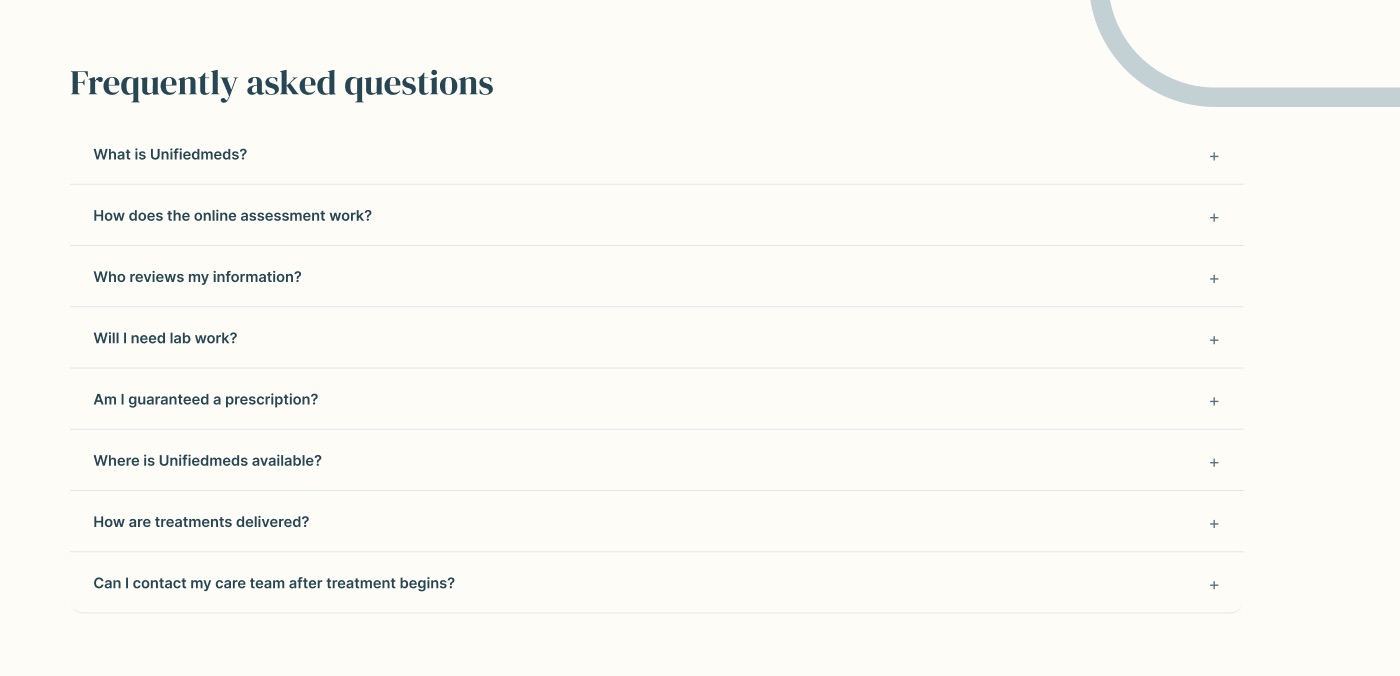 Frequently asked questions
What is Unifiedmeds?
+
How does the online assessment work?
+
Who reviews my information?
+
Will I need lab work?
+
Am I guaranteed a prescription?
+
Where is Unifiedmeds available?
+
How are treatments delivered?
+
Can I contact my care team after treatment begins?
+